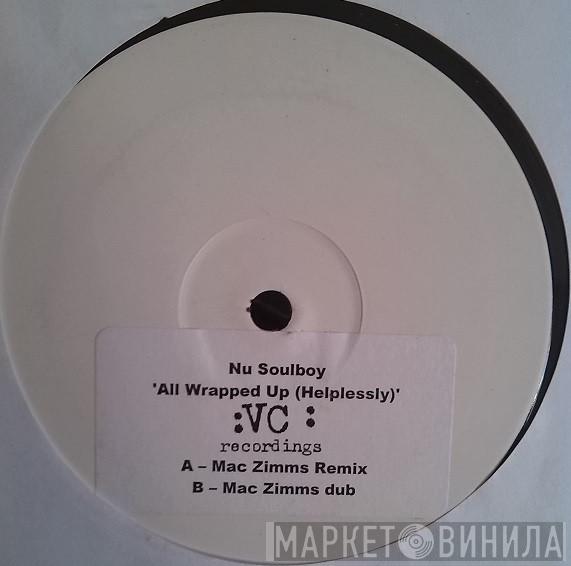 Nu Soulboy
'All Wrapped Up (Helplessly)'
:VC :
recordings
A – Mac Zimms Remix
B – Mac Zimms dub
МАРКЕТ ВИНИЛА